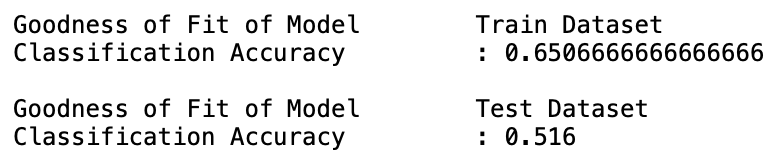 Goodness of Fit of Model        Train Dataset
Classification Accuracy         : 0.6506666666666666
Goodness of Fit of Model        Test Dataset
Classification Accuracy         : 0.516